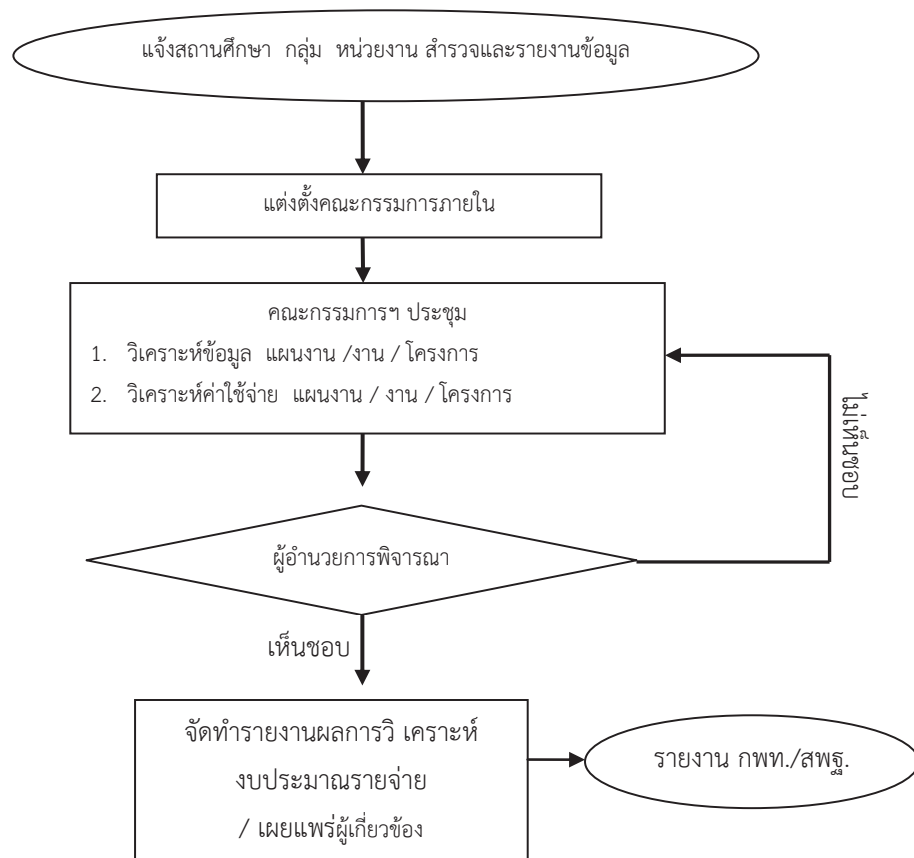 แจ้งสถานศึกษา กลุ่ม หน่วยงาน สำรวจและรายงานข้อมูล
แต่งตั้งคณะกรรมการภายใน
คณะกรรมการฯ ประชุม
1. วิเคราะห์ข้อมูล แผนงาน /งาน / โครงการ
2. วิเคราะห์ค่าใช้จ่าย แผนงาน / งาน / โครงการ
ไม่เห็นชอบ
ผู้อำนวยการพิจารณา
เห็นชอบ
จัดทำรายงานผลการวิ เคราะห์
งบประมาณรายจ่าย
/ เผยแพร่ผู้เกี่ยวข้อง
รายงาน กพท./สพฐ.